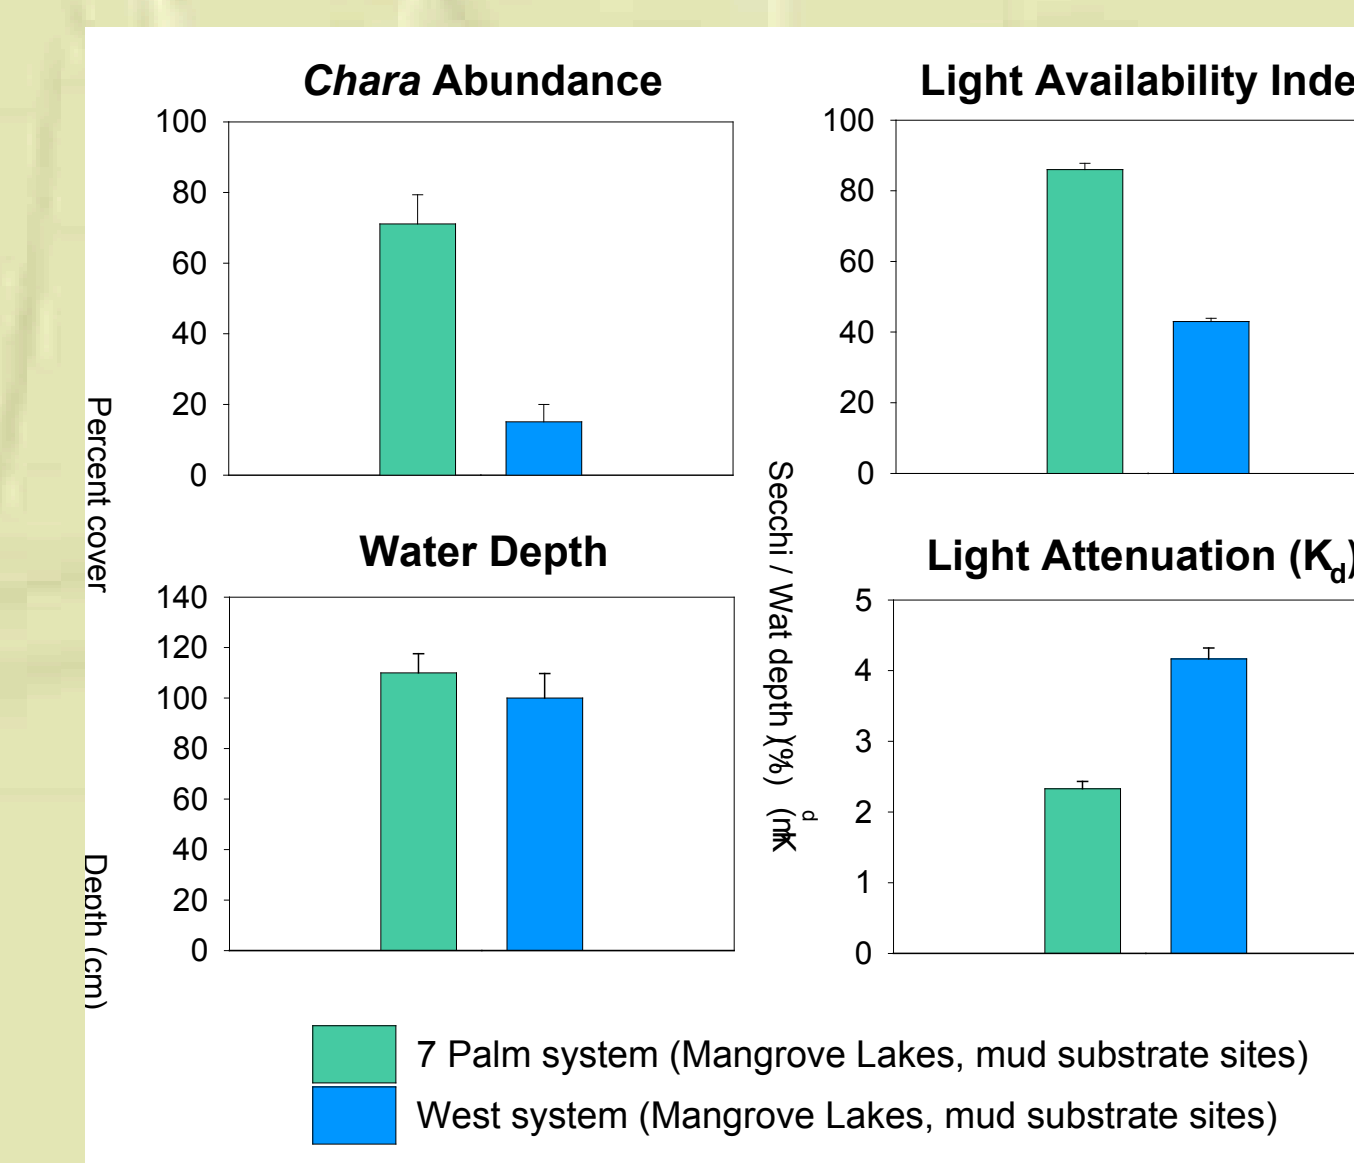 Chara Abundance
100
80
60
40
20
0
Percent cover
Light Availability Inde
100
80
60
40
20
0
Secchi / Wat depth (%)
Water Depth
140
120
100
80
60
40
20
0
Depth (cm)
Light Attenuation (Kd)
5
4
3
2
1
0
7 Palm system (Mangrove Lakes, mud substrate sites)
West system (Mangrove Lakes, mud substrate sites)